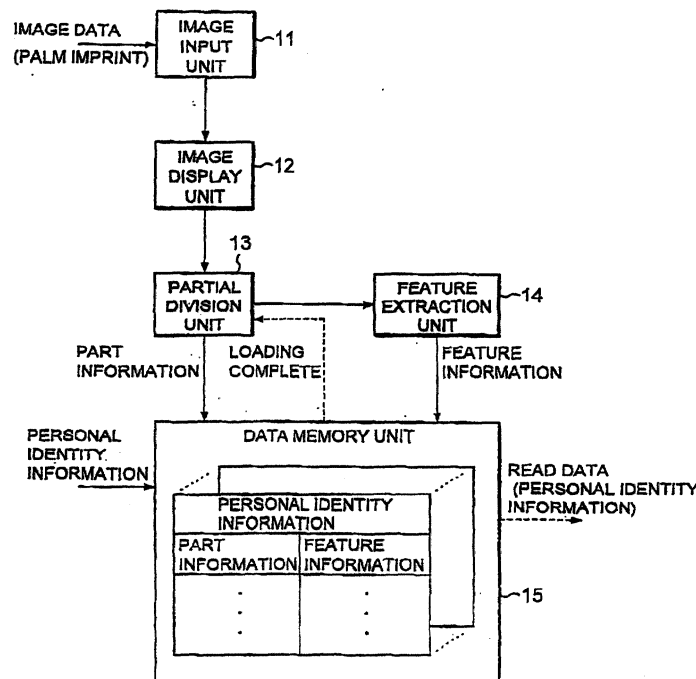 IMAGE DATA
(PALM IMPRINT)
IMAGE
INPUT
UNIT
11
IMAGE
DISPLAY
UNIT
12
13
PARTIAL
DIVISION
UNIT
FEATURE
EXTRACTION
UNIT
14
PART
INFORMATION
LOADING
COMPLETE
FEATURE
INFORMATION
PERSONAL
IDENTITY
INFORMATION
DATA MEMORY UNIT
READ DATA
(PERSONAL IDENTITY
INFORMATION)
PERSONAL IDENTITY
INFORMATION
PART
INFORMATION
FEATURE
INFORMATION
15